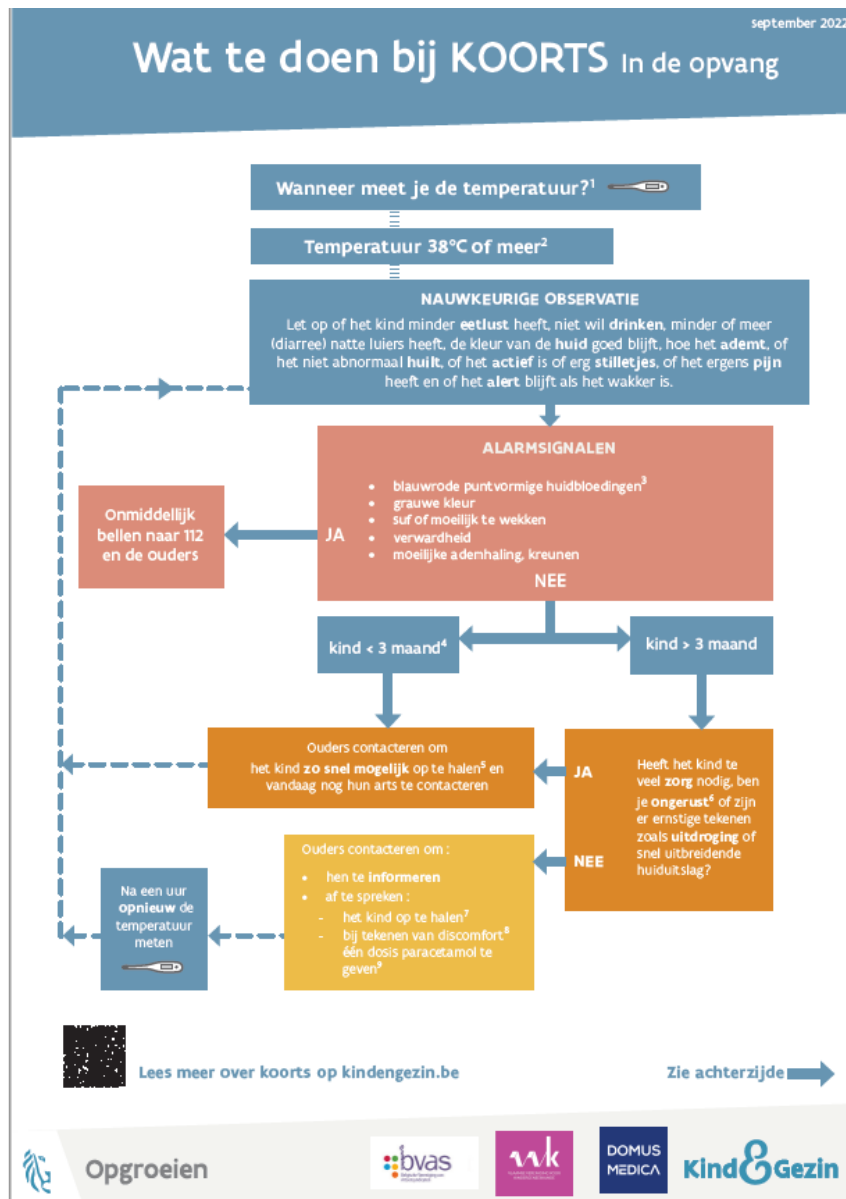 september 2022
Wat te doen bij KOORTS In de opvang
Wanneer meet je de temperatuur?¹
Temperatuur 38°C of meer²
NAUWKEURIGE OBSERVATIE
Let op of het kind minder eetlust heeft, niet wil drinken, minder of meer
(diarree) natte luiers heeft, de kleur van de huid goed blijft, hoe het ademt, of
het niet abnormaal huilt, of het actief is of erg stilletjes, of het ergens pijn
heeft en of het alert blijft als het wakker is.
ALARMSIGNALEN
• blauwrode puntvormige huidbloedingen³
• grauwe kleur
• suf of moeilijk te wekken
• verwardheid
• moeilijke ademhaling, kreunen
JA
NEE
Onmiddellijk
bellen naar 112
en de ouders
kind < 3 maand⁴
kind > 3 maand
Ouders contacteren om
het kind zo snel mogelijk op te halen⁵ en
vandaag nog hun arts te contacteren
JA
NEE
Heeft het kind te
veel zorg nodig, ben
je ongerust⁶ of zijn
er ernstige tekenen
zoals uitdroging of
snel uitbreidende
huiduitslag?
Ouders contacteren om :
• hen te informeren
• af te spreken :
- het kind op te halen⁷
- bij tekenen van discomfort⁸
één dosis paracetamol te
geven⁹
Na een uur
opnieuw de
temperatuur
meten
Lees meer over koorts op kindengezin.be
Zie achterzijde
Opgroeien
bvas
vvk
DOMUS
MEDICA
Kind & Gezin